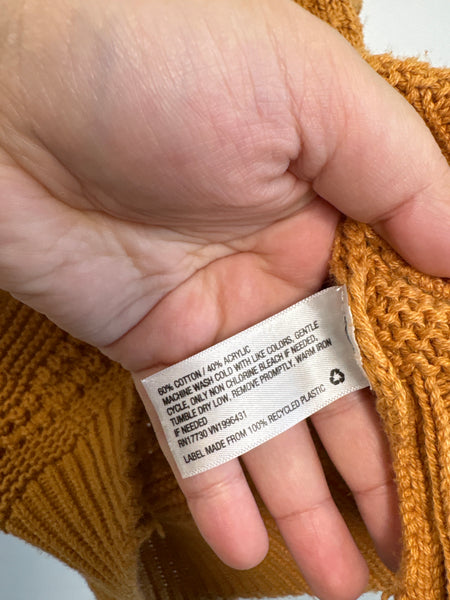 60% COTTON / 40% ACRYLIC
MACHINE WASH COLD WITH LIKE COLORS, GENTLE
CYCLE. ONLY NON CHLORINE BLEACH IF NEEDED.
TUMBLE DRY LOW, REMOVE PROMPTLY, WARM IRON
IF NEEDED
RN17730 VN1996431
LABEL MADE FROM 100% RECYCLED PLASTIC